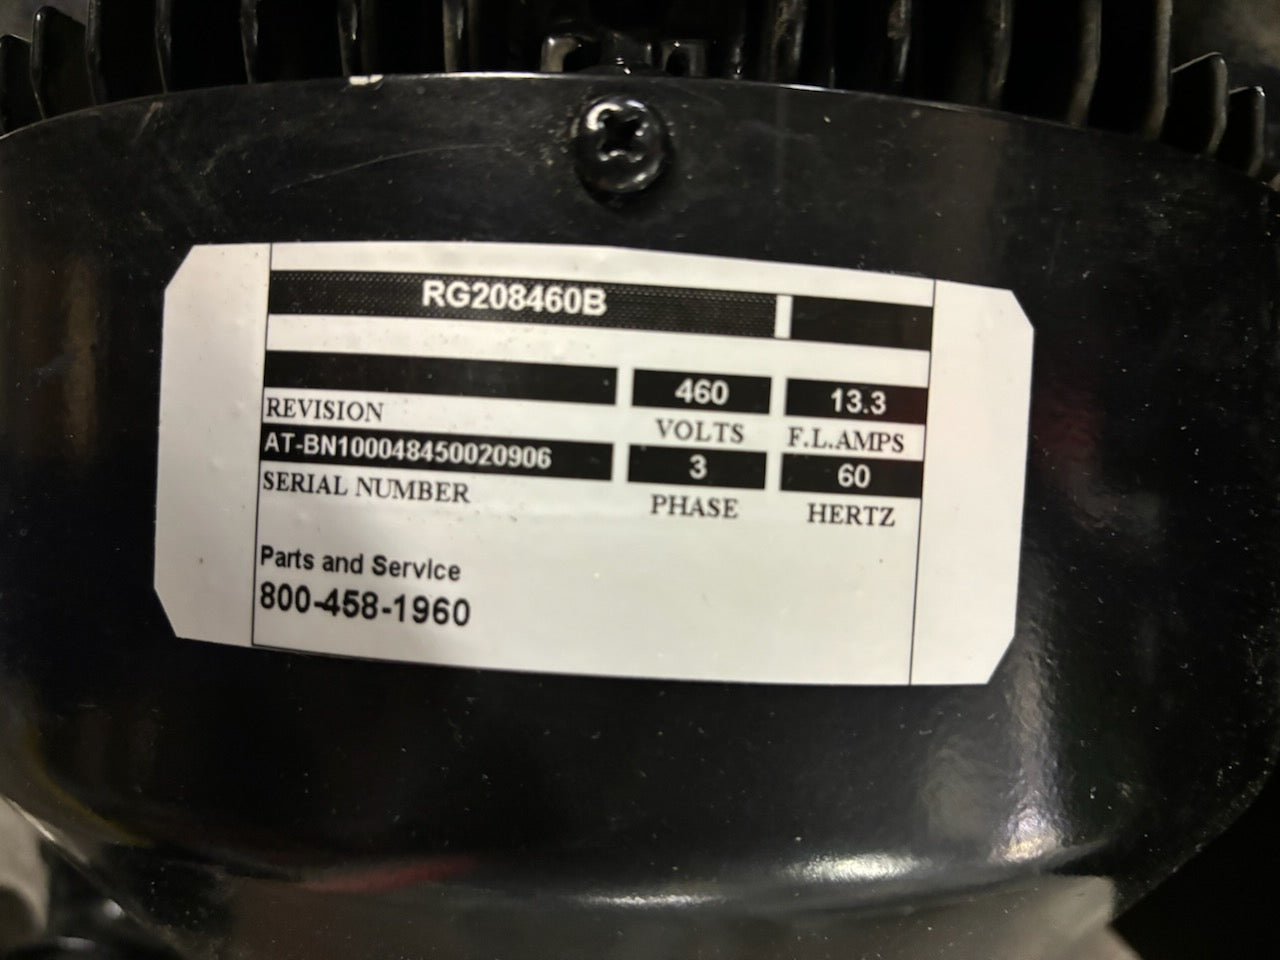 RG208460B
460 13.3
REVISION VOLTS F.L.AMPS
AT-BN100048450020906 3 60
SERIAL NUMBER PHASE HERTZ
Parts and Service
800-458-1960